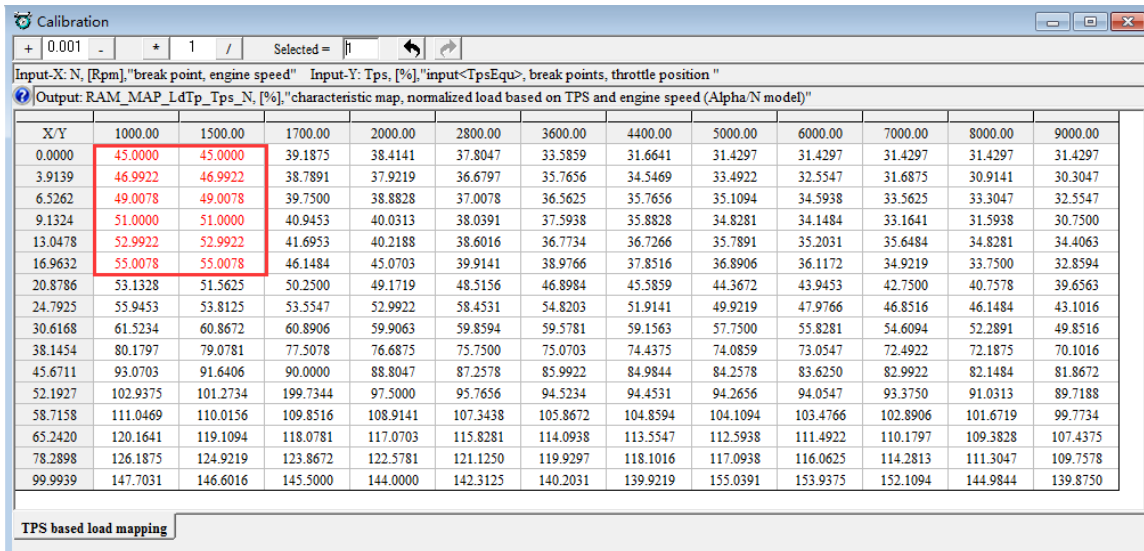 Calibration
+ 0.001 - * 1 / Selected = 1
Input-X: N, [Rpm],"break point, engine speed" Input-Y: Tps, [%],"input<TpsEqu>, break points, throttle position "
Output: RAM_MAP_LdTp_Tps_N, [%],"characteristic map, normalized load based on TPS and engine speed (Alpha/N model)"
X/Y 1000.00 1500.00 1700.00 2000.00 2800.00 3600.00 4400.00 5000.00 6000.00 7000.00 8000.00 9000.00
0.0000 45.0000 45.0000 39.1875 38.4141 37.8047 33.5859 31.6641 31.4297 31.4297 31.4297 31.4297 31.4297
3.9139 46.9922 46.9922 38.7891 37.9219 36.6797 35.7656 34.5469 33.4922 32.5547 31.6875 30.9141 30.3047
6.5262 49.0078 49.0078 39.7500 38.8828 37.0078 36.5625 35.7656 35.1094 34.5938 33.5625 33.3047 32.5547
9.1324 51.0000 51.0000 40.9453 40.0313 38.0391 37.5938 35.8828 34.8281 34.1484 33.1641 31.5938 30.7500
13.0478 52.9922 52.9922 41.6953 40.2188 38.6016 36.7734 36.7266 35.7891 35.2031 35.6484 34.8281 34.4063
16.9632 55.0078 55.0078 46.1484 45.0703 39.9141 38.9766 37.8516 36.8906 36.1172 34.9219 33.7500 32.8594
20.8786 53.1328 51.5625 50.2500 49.1719 48.5156 46.8984 45.5859 44.3672 43.9453 42.7500 40.7578 39.6563
24.7925 55.9453 53.8125 53.5547 52.9922 58.4531 54.8203 51.9141 49.9219 47.9766 46.8516 46.1484 43.1016
30.6168 61.5234 60.8672 60.8906 59.9063 59.8594 59.5781 59.1563 57.7500 55.8281 54.6094 52.2891 49.8516
38.1454 80.1797 79.0781 77.5078 76.6875 75.7500 75.0703 74.4375 74.0859 73.0547 72.4922 72.1875 70.1016
45.6711 93.0703 91.6406 90.0000 88.8047 87.2578 85.9922 84.9844 84.2578 83.6250 82.9922 82.1484 81.8672
52.1927 102.9375 101.2734 199.7344 97.5000 95.7656 94.5234 94.4531 94.2656 94.0547 93.3750 91.0313 89.7188
58.7158 111.0469 110.0156 109.8516 108.9141 107.3438 105.8672 104.8594 104.1094 103.4766 102.8906 101.6719 99.7734
65.2420 120.1641 119.1094 118.0781 117.0703 115.8281 114.0938 113.5547 112.5938 111.4922 110.1797 109.3828 107.4375
78.2898 126.1875 124.9219 123.8672 122.5781 121.1250 119.9297 118.1016 117.0938 116.0625 114.2813 111.3047 109.7578
99.9939 147.7031 146.6016 145.5000 144.0000 142.3125 140.2031 139.9219 155.0391 153.9375 152.1094 144.9844 139.8750
TPS based load mapping